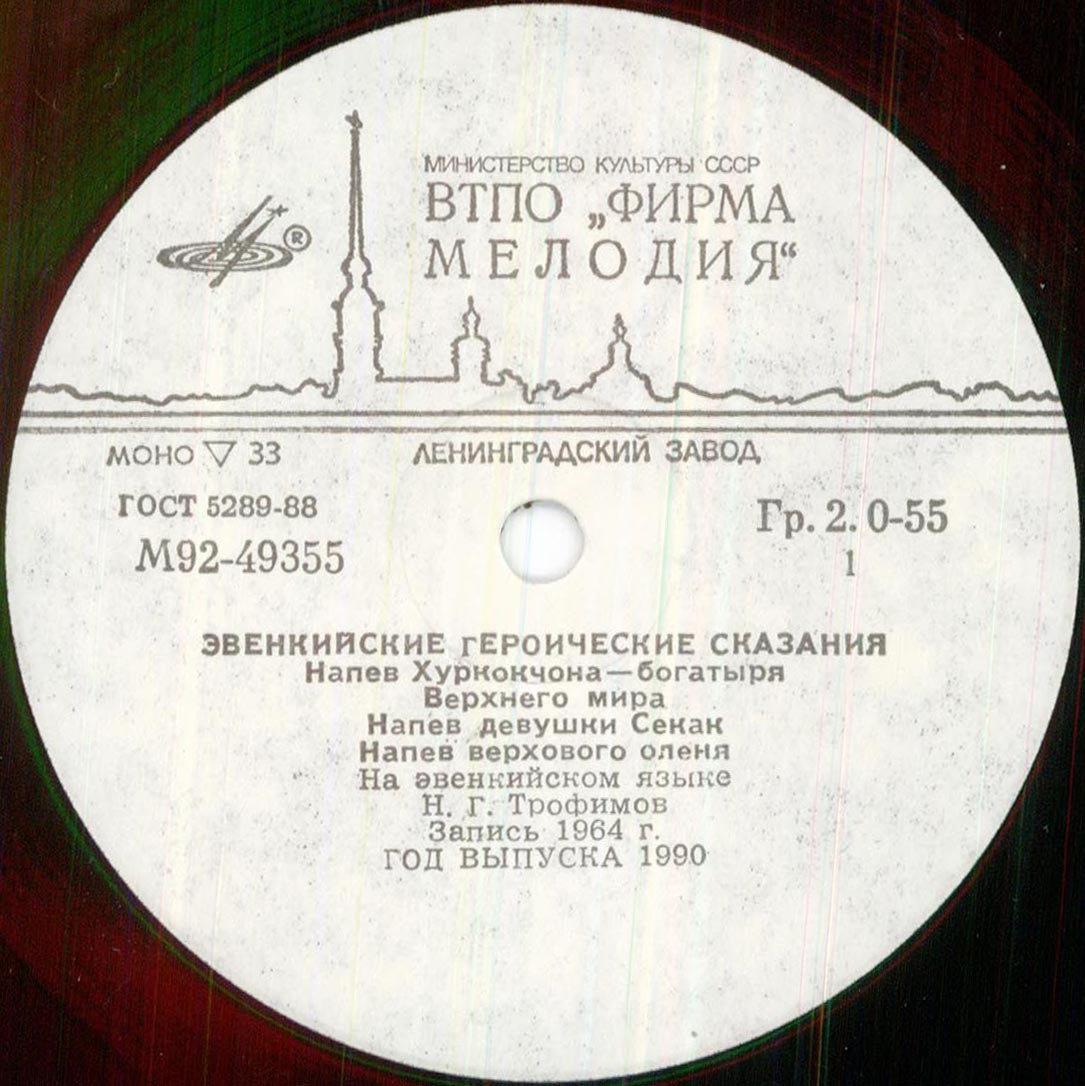 МИНИСТЕРСТВО КУЛЬТУРЫ СССР
ВТПО „ФИРМА
МЕЛОДИЯ“
®
МОНО ▽ 33
ЛЕНИНГРАДСКИЙ ЗАВОД
ГОСТ 5289-88
Гр. 2. 0-55
М92-49355
1
ЭВЕНКИЙСКИЕ гЕРОИЧЕСКИЕ СКАЗАНИЯ
Напев Хуркокчона—богатыря
Верхнего мира
Напев девушки Секак
Напев верхового оленя
На эвенкийском языке
Н. Г. Трофимов
Запись 1964 г.
ГОД ВЫПУСКА 1990